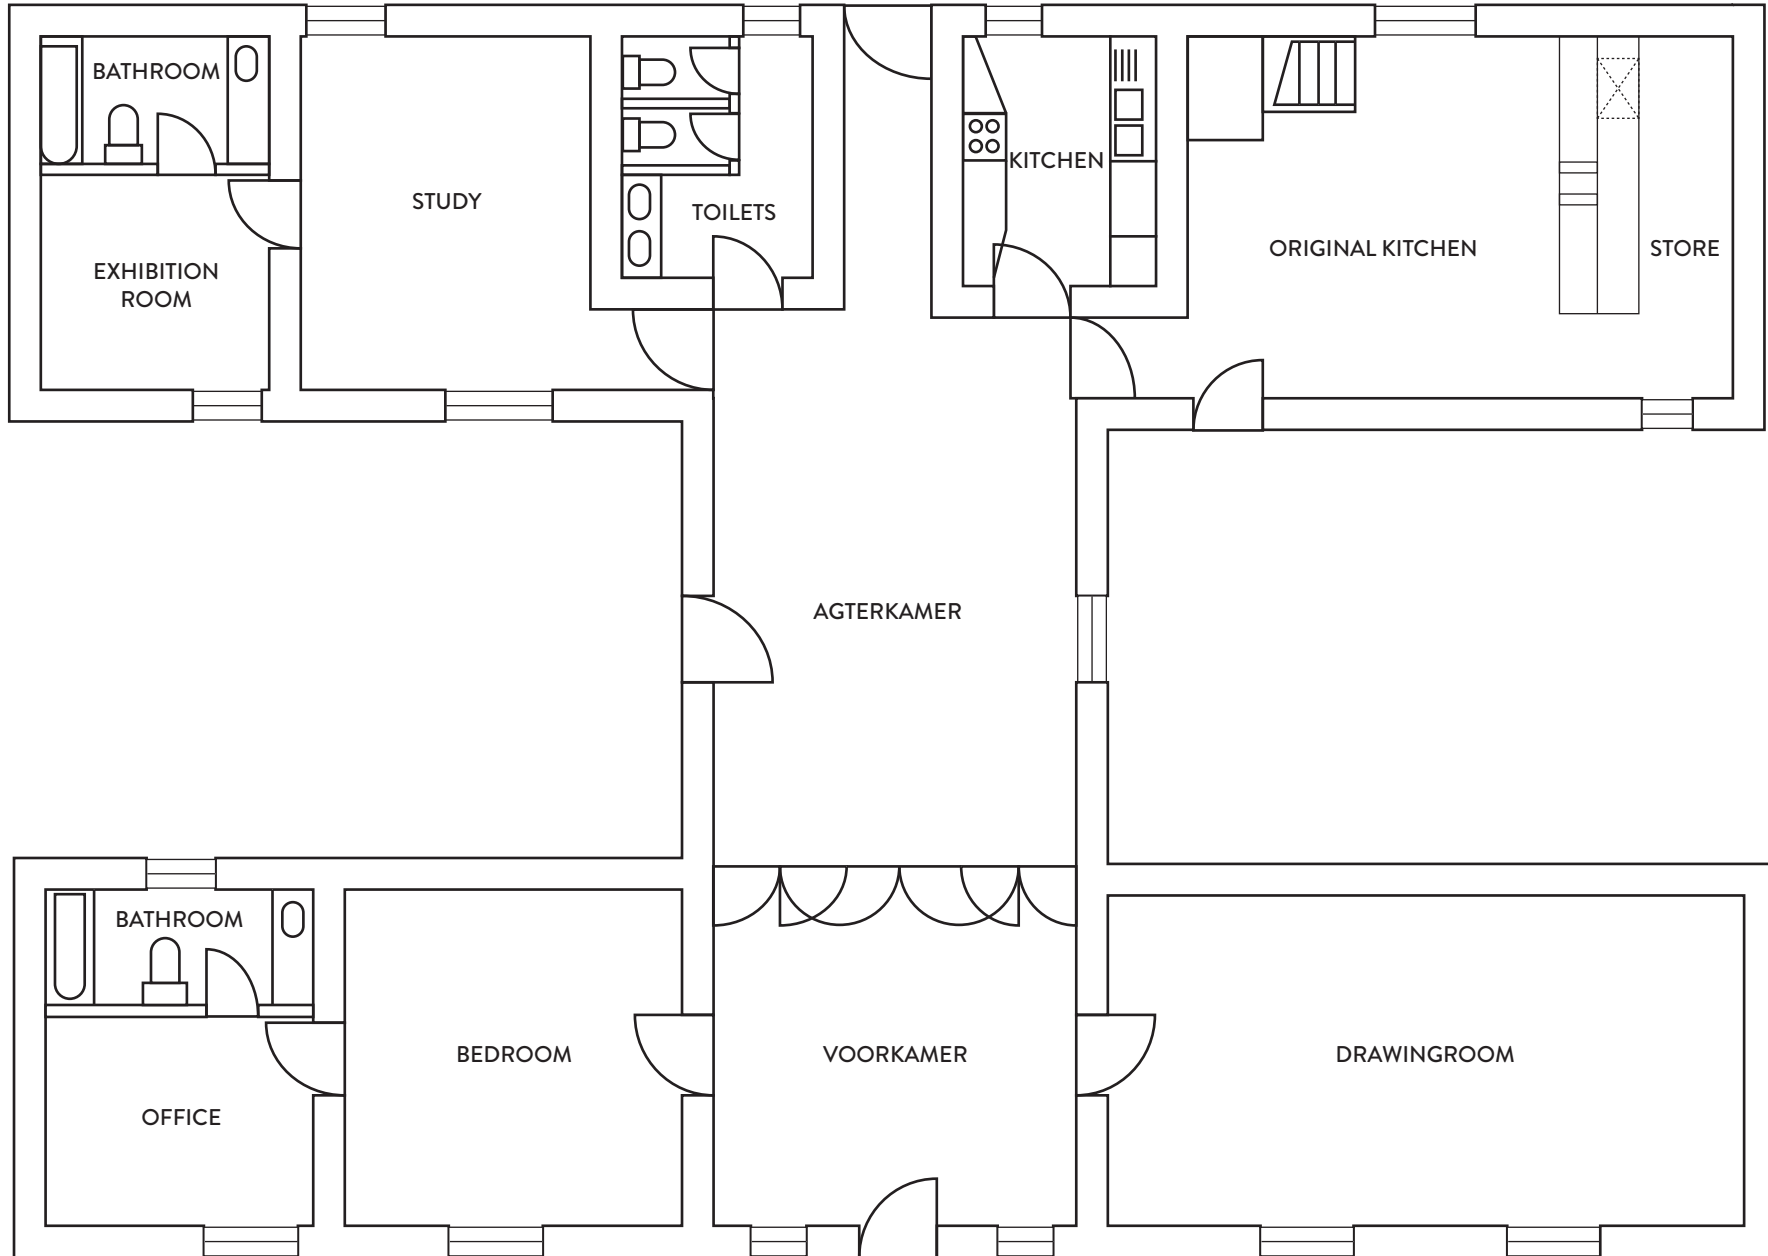 BATHROOM
STUDY
EXHIBITION
ROOM
TOILETS
KITCHEN
ORIGINAL KITCHEN
STORE
AGTERKAMER
BATHROOM
OFFICE
BEDROOM
VOORKAMER
DRAWINGROOM